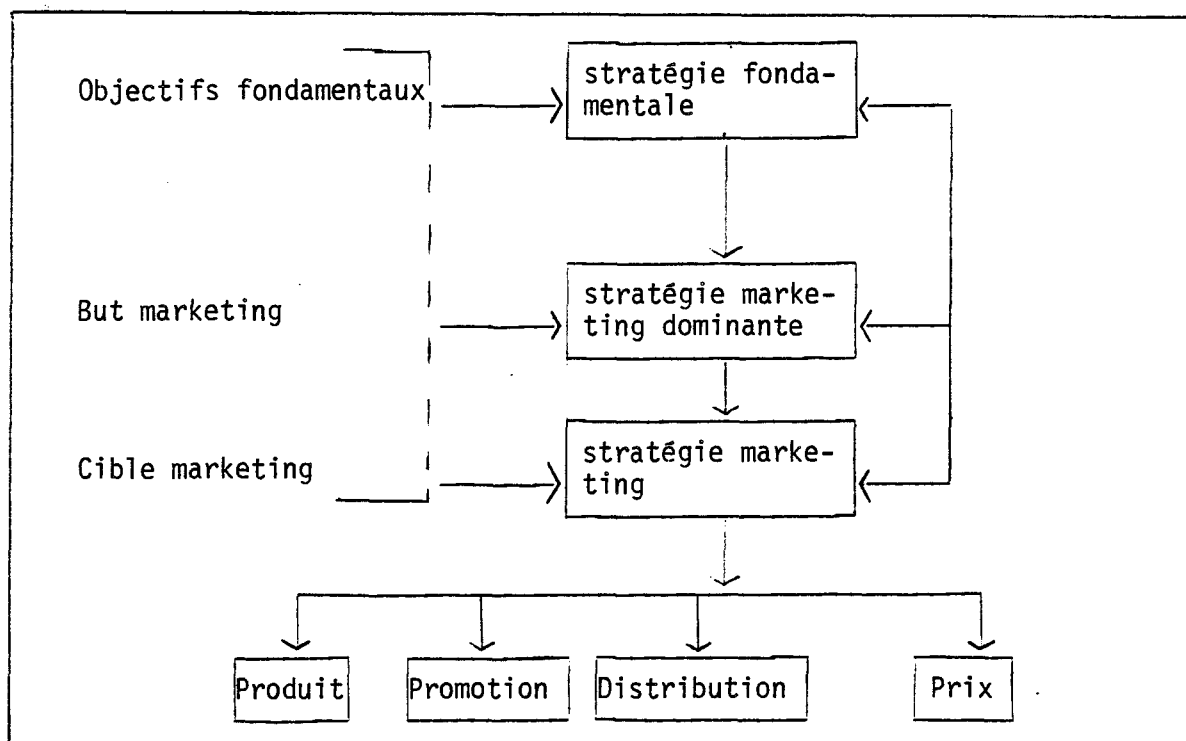 Objectifs fondamentaux
stratégie fonda-
mentale
But marketing
stratégie marke-
ting dominante
Cible marketing
stratégie marke-
ting
Produit
Promotion
Distribution
Prix